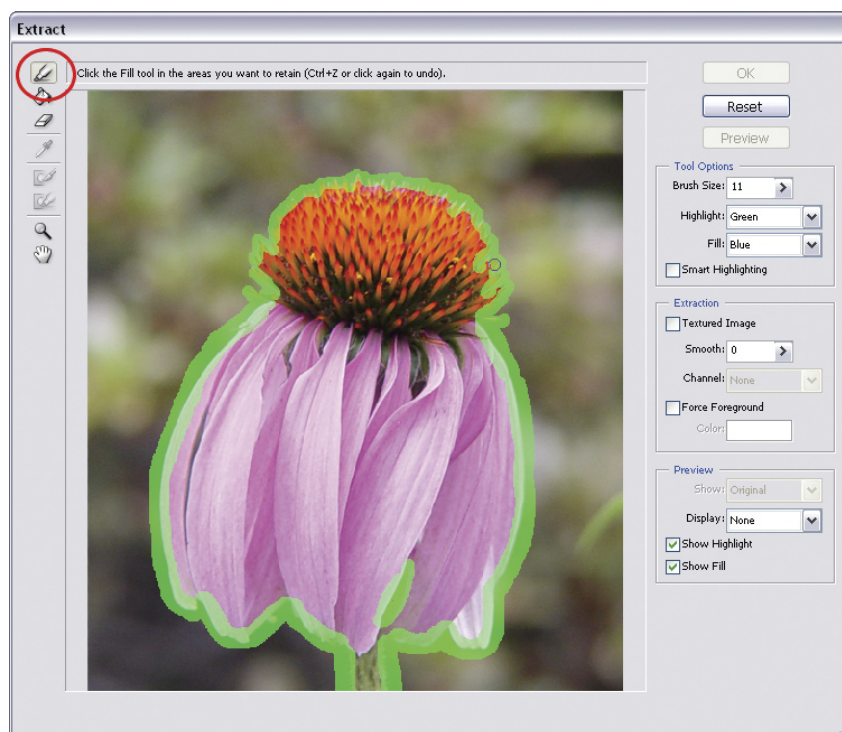 Extract
Click the Fill tool in the areas you want to retain (Ctrl+Z or click again to undo).
OK
Reset
Preview
Tool Options
Brush Size: 11
Highlight: Green
Fill: Blue
Smart Highlighting
Extraction
Textured Image
Smooth: 0
Channel: None
Force Foreground
Color:
Preview
Show: Original
Display: None
Show Highlight
Show Fill